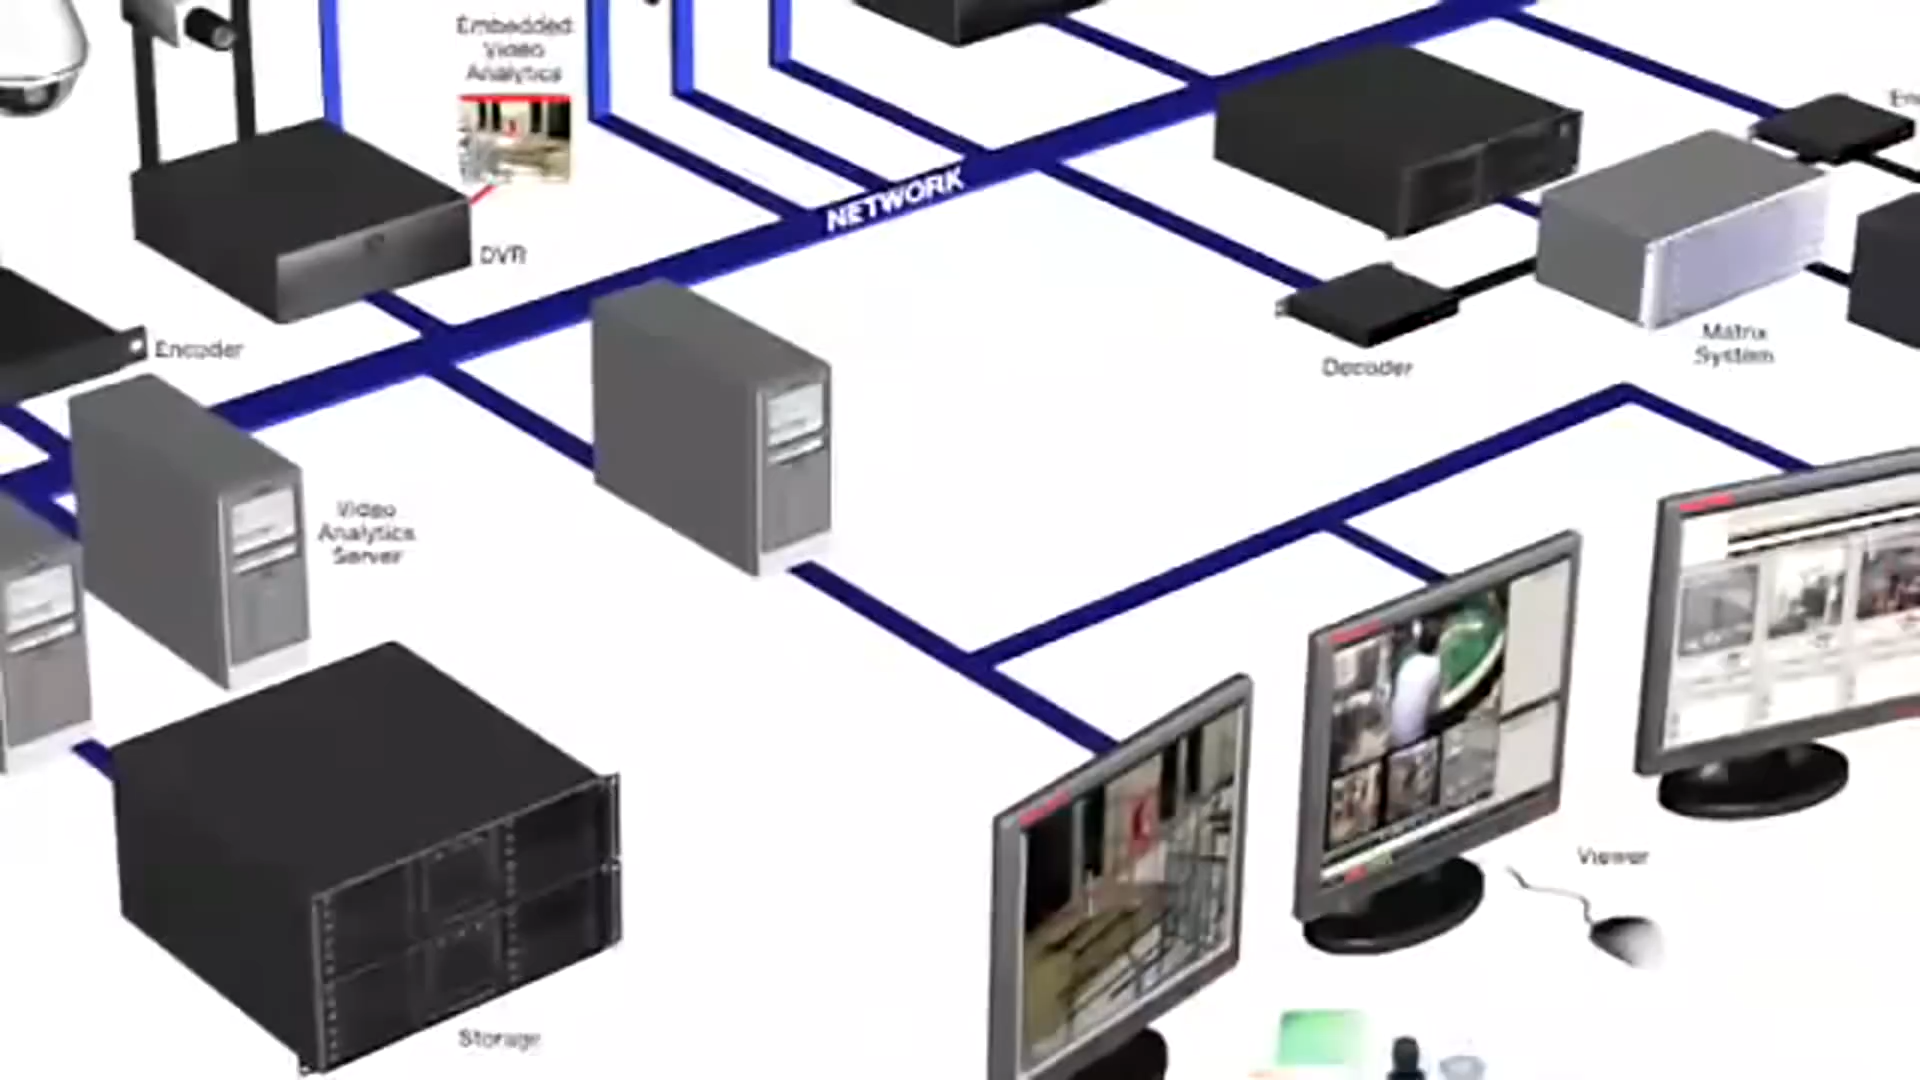 Embedded
Video
Analytics
NETWORK
DVR
Encoder
Matrix
System
Decoder
Video
Analytics
Server
Viewer
Storage